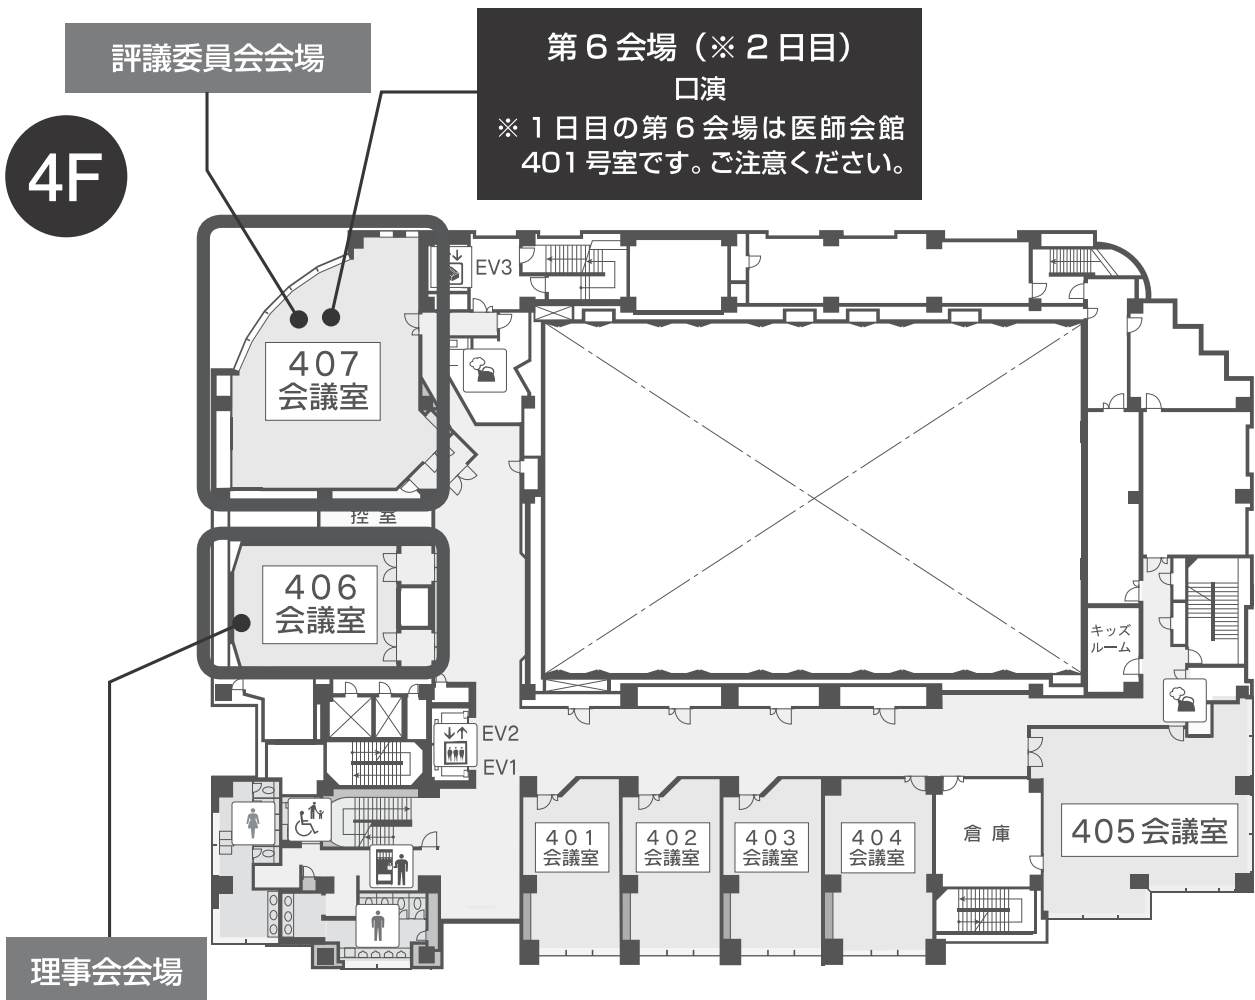 評議委員会会場
第6会場（※2日目）
口演
※1日目の第6会場は医師会館
401号室です。ご注意ください。
4F
EV3
407
会議室
控 室
406
会議室
キッズ
ルーム
EV2
EV1
401
会議室
402
会議室
403
会議室
404
会議室
倉 庫
405会議室
理事会会場